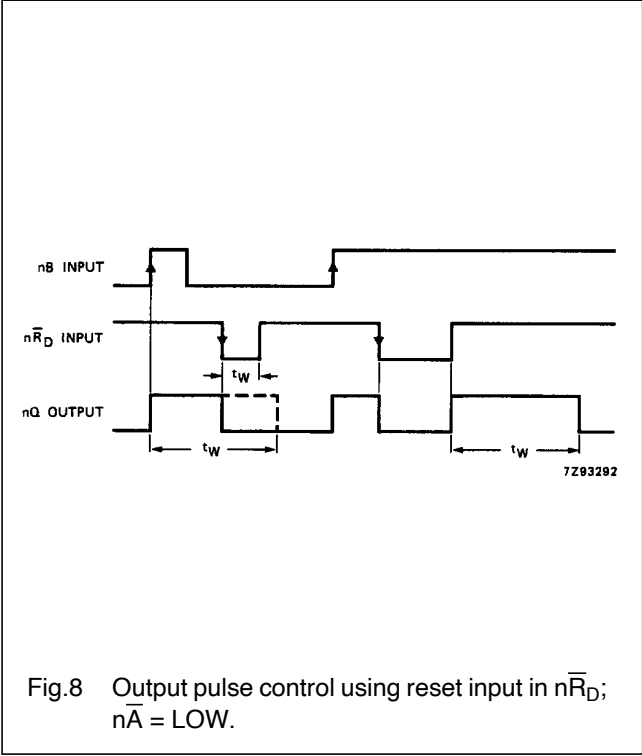 nB INPUT
nR̅D INPUT
tW
nQ OUTPUT
tW
tW
7Z93292
Fig.8 Output pulse control using reset input in nR̅D;
nA̅ = LOW.